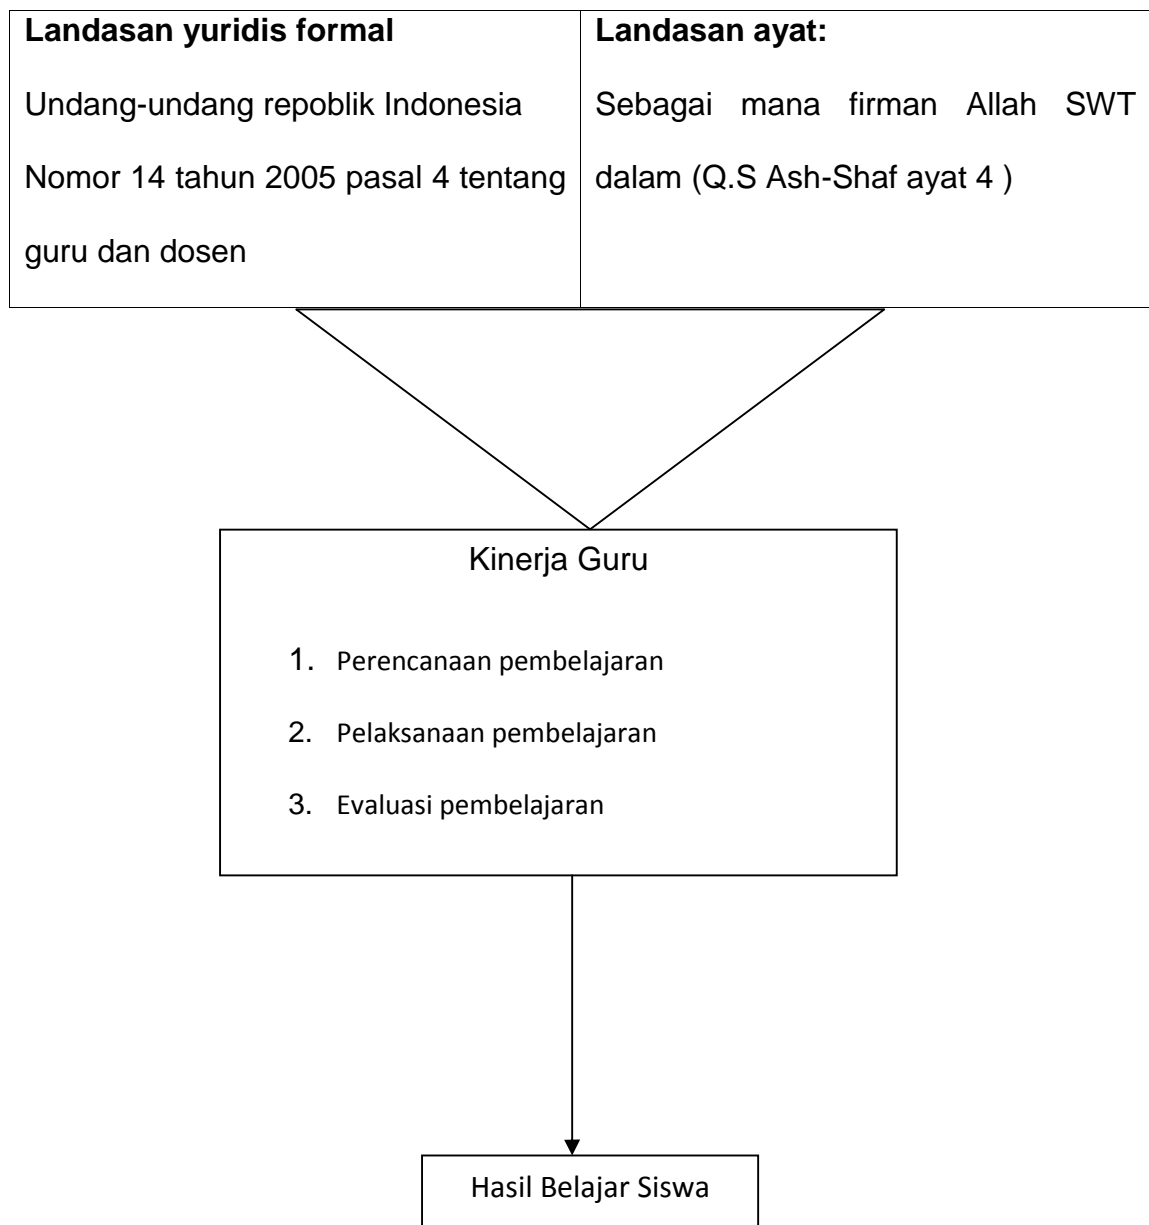 Landasan yuridis formal
Undang-undang repoblik Indonesia
Nomor 14 tahun 2005 pasal 4 tentang
guru dan dosen
Landasan ayat:
Sebagai mana firman Allah SWT
dalam (Q.S Ash-Shaf ayat 4 )
Kinerja Guru
1. Perencanaan pembelajaran
2. Pelaksanaan pembelajaran
3. Evaluasi pembelajaran
Hasil Belajar Siswa